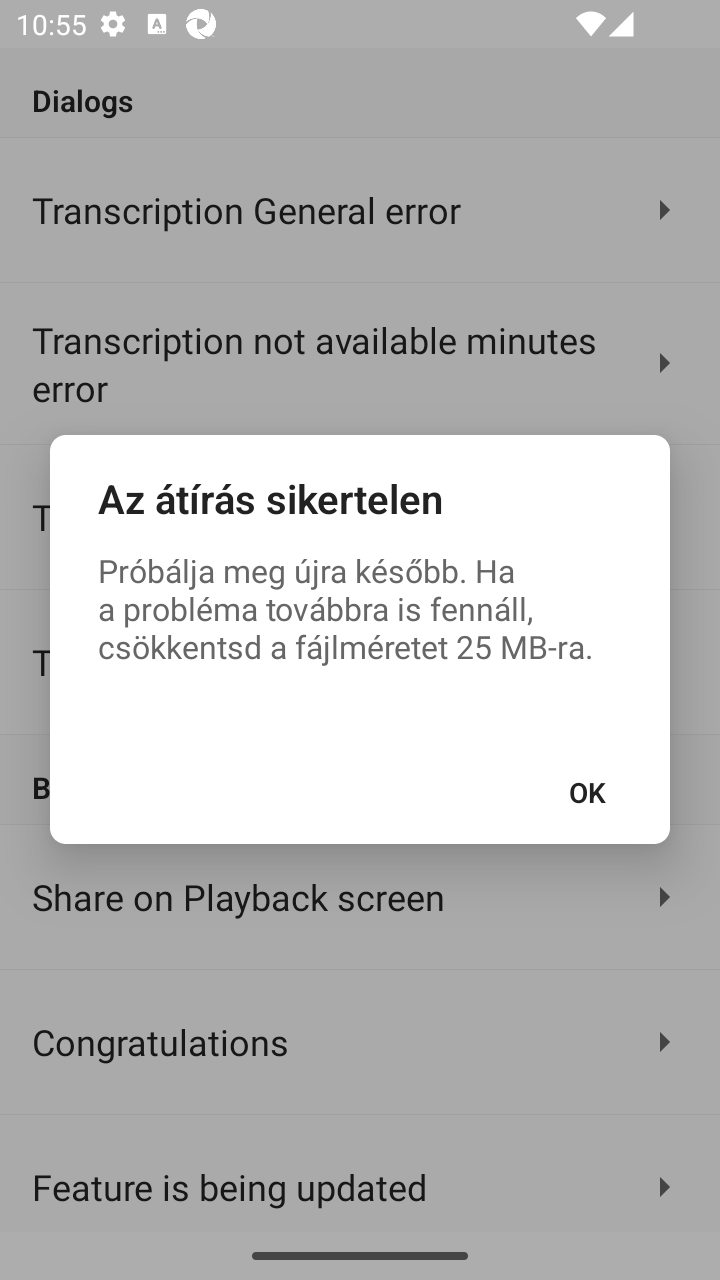 10:55
Dialogs
Transcription General error
Transcription not available minutes
error
T
Az átírás sikertelen
Próbálja meg újra később. Ha
a probléma továbbra is fennáll,
csökkentsd a fájlméretet 25 MB-ra.
T
B
OK
Share on Playback screen
Congratulations
Feature is being updated